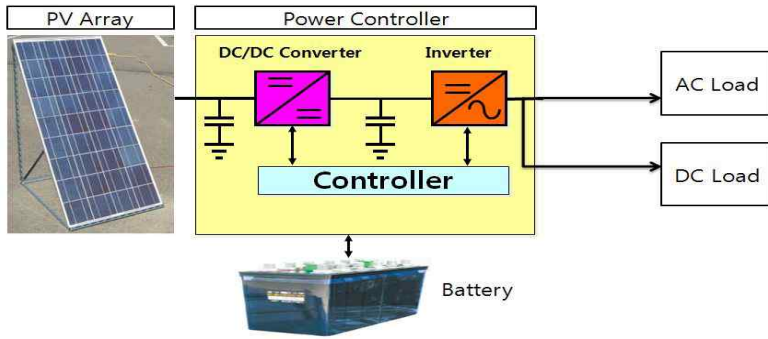 PV Array
Power Controller
DC/DC Converter
Inverter
AC Load
Controller
DC Load
Battery